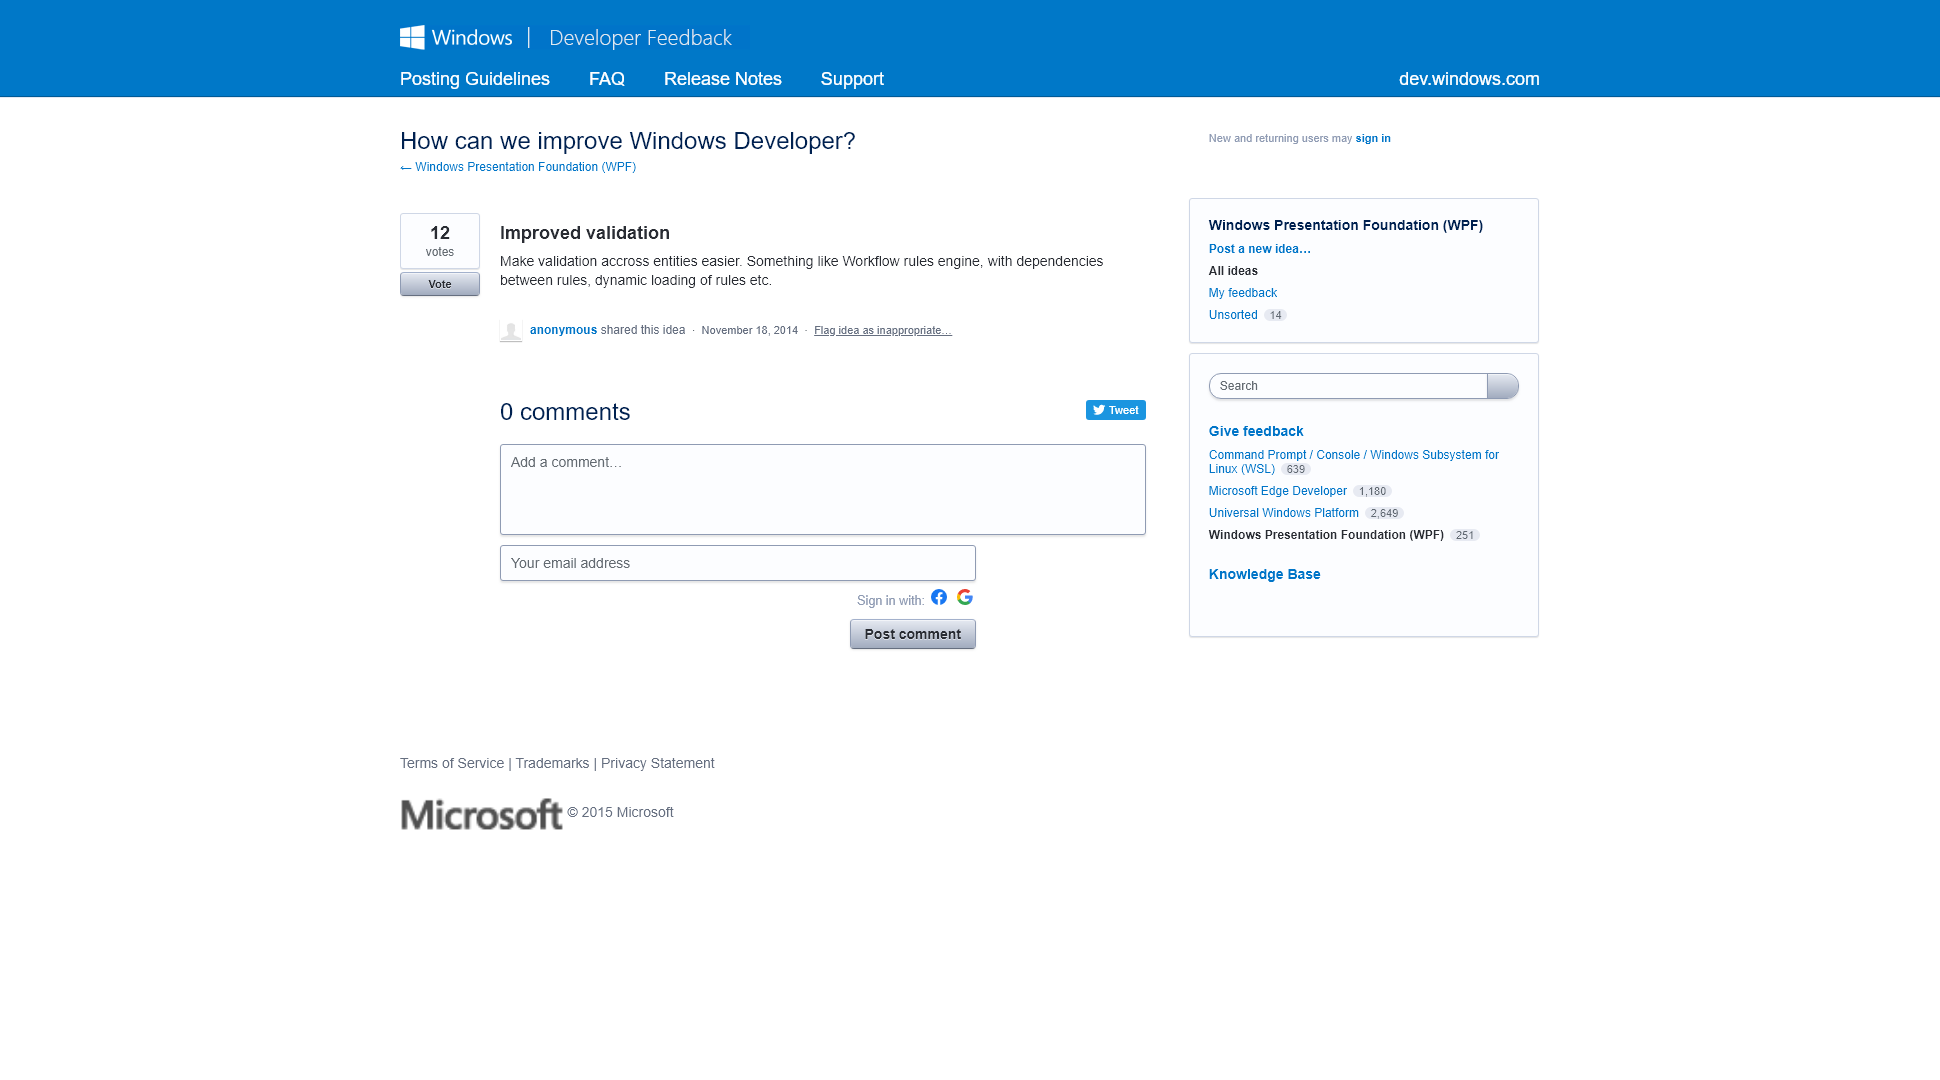 Windows | Developer Feedback
Posting Guidelines FAQ Release Notes Support dev.windows.com
How can we improve Windows Developer?
← Windows Presentation Foundation (WPF)
New and returning users may sign in
12
votes
Vote
Improved validation
Make validation accross entities easier. Something like Workflow rules engine, with dependencies
between rules, dynamic loading of rules etc.
anonymous shared this idea · November 18, 2014 · Flag idea as inappropriate…
0 comments
Tweet
Add a comment…
Your email address
Sign in with:
Post comment
Windows Presentation Foundation (WPF)
Post a new idea…
All ideas
My feedback
Unsorted 14
Search
Give feedback
Command Prompt / Console / Windows Subsystem for
Linux (WSL) 639
Microsoft Edge Developer 1,180
Universal Windows Platform 2,649
Windows Presentation Foundation (WPF) 251
Knowledge Base
Terms of Service | Trademarks | Privacy Statement
Microsoft © 2015 Microsoft